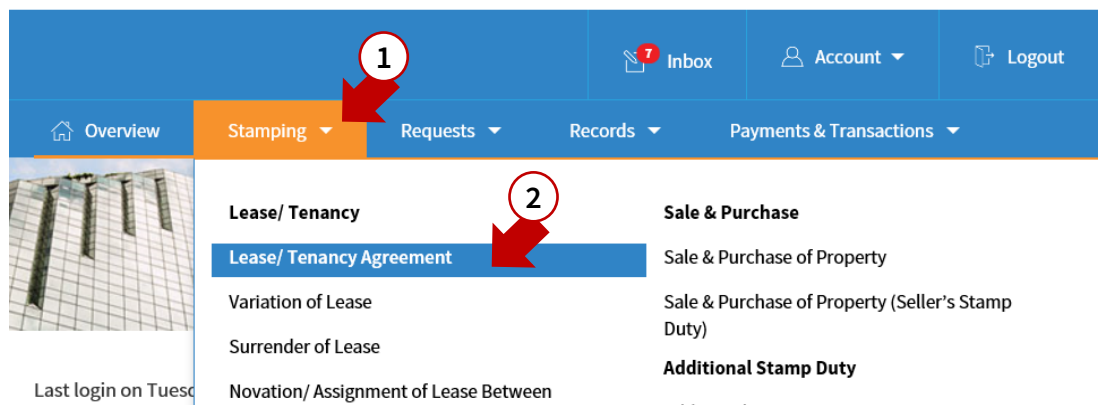 1
7
Inbox
Account
Logout
Overview
Stamping
Requests
Records
Payments & Transactions
2
Lease/ Tenancy
Lease/ Tenancy Agreement
Variation of Lease
Surrender of Lease
Novation/ Assignment of Lease Between
Sale & Purchase
Sale & Purchase of Property
Sale & Purchase of Property (Seller's Stamp
Duty)
Additional Stamp Duty
Last login on